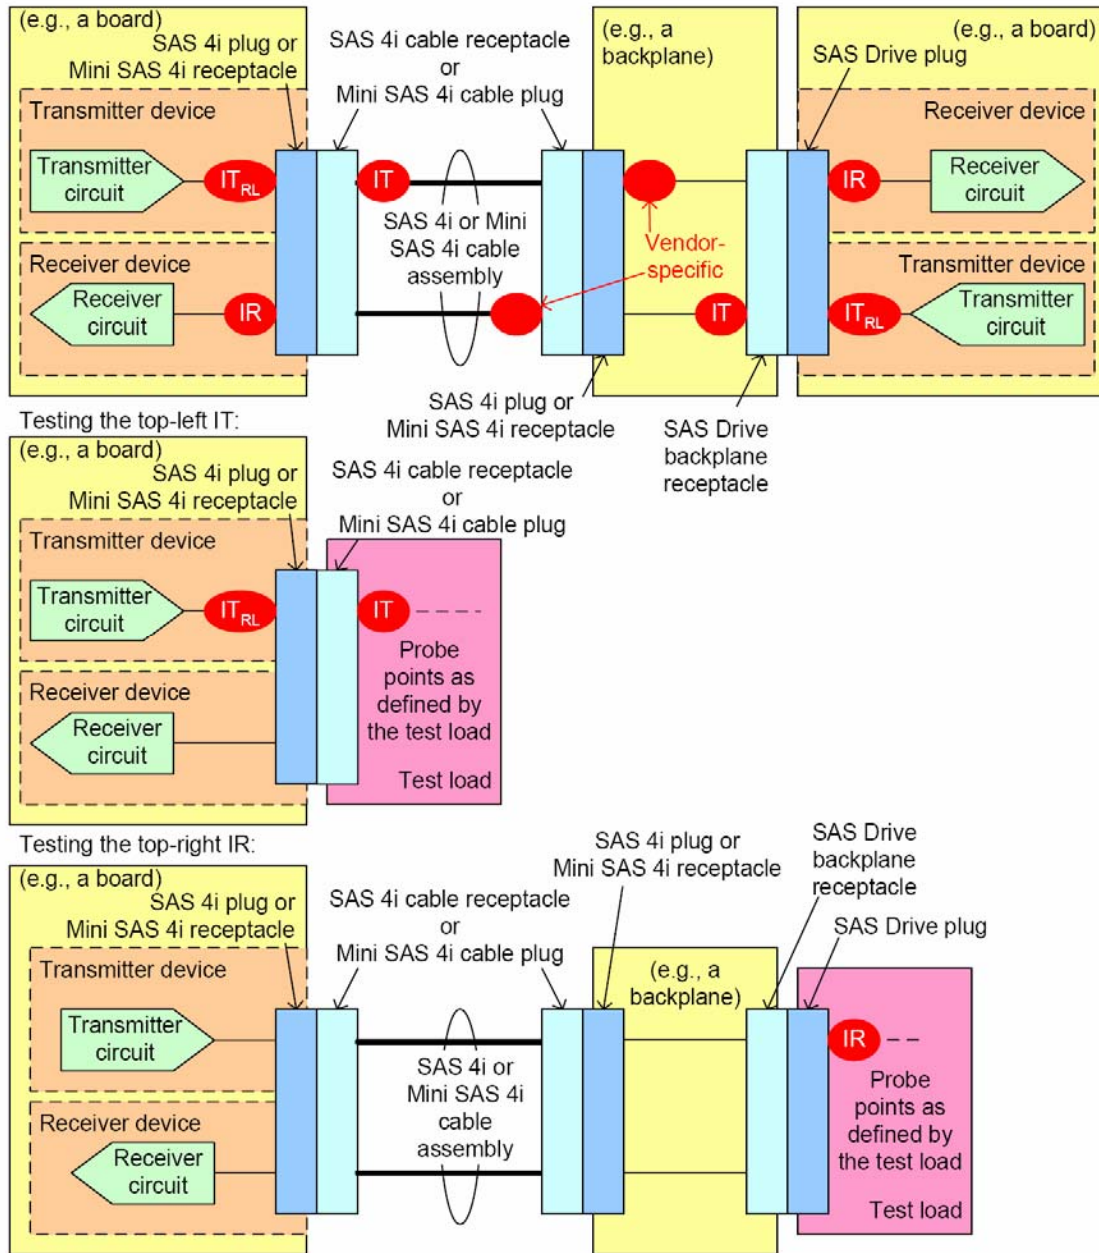 (e.g., a board)
SAS 4i plug or
Mini SAS 4i receptacle
SAS 4i cable receptacle
or
Mini SAS 4i cable plug
(e.g., a
backplane)
(e.g., a board)
SAS Drive plug
Transmitter device
Transmitter
circuit
IT RL
IT
IR
Receiver device
Receiver
circuit
SAS 4i or Mini
SAS 4i cable
assembly
Vendor-
specific
Receiver device
Receiver
circuit
IR
IT
IT RL
Transmitter device
Transmitter
circuit
SAS 4i plug or
Mini SAS 4i receptacle
SAS Drive
backplane
receptacle
Testing the top-left IT:
(e.g., a board)
SAS 4i plug or
Mini SAS 4i receptacle
SAS 4i cable receptacle
or
Mini SAS 4i cable plug
Transmitter device
Transmitter
circuit
IT RL
IT
Receiver device
Receiver
circuit
Probe
points as
defined by
the test load
Test load
Testing the top-right IR:
(e.g., a board)
SAS 4i plug or
Mini SAS 4i receptacle
SAS 4i cable receptacle
or
Mini SAS 4i cable plug
SAS 4i plug or
Mini SAS 4i receptacle
SAS Drive
backplane
receptacle
SAS Drive plug
Transmitter device
Transmitter
circuit
Receiver device
Receiver
circuit
SAS 4i or
Mini SAS 4i
cable
assembly
(e.g., a
backplane)
IR
Probe
points as
defined by
the test load
Test load